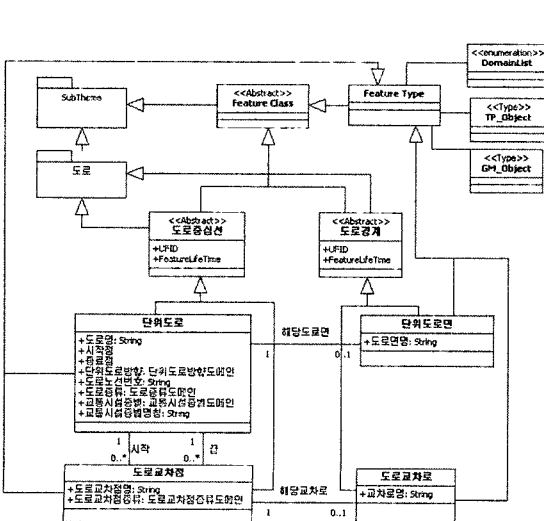 <<enumeration>>
DomainList
SubTheme
<<Abstract>>
Feature Class
Feature Type
<<Type>>
TP_Object
도로
<<Type>>
GM_Object
<<Abstract>>
도로중심선
+UFID
+FeatureLifeTime
<<Abstract>>
도로경계
+UFID
+FeatureLifeTime
단위도로
+도로명: String
+시작점
+종료점
+단위도로방향: 단위도로방향도메인
+도로노선번호: String
+도로종류: 도로종류도메인
+교통시설종별: 교통시설종별도메인
+교통시설종별명칭: String
해당도로면
1
0..1
단위도로면
+도로면명: String
1
시작
0..*
1
끝
0..*
도로교차점
+도로교차점명: String
+도로교차점종류: 도로교차점종류도메인
해당교차로
1
0..1
도로교차로
+교차로명: String